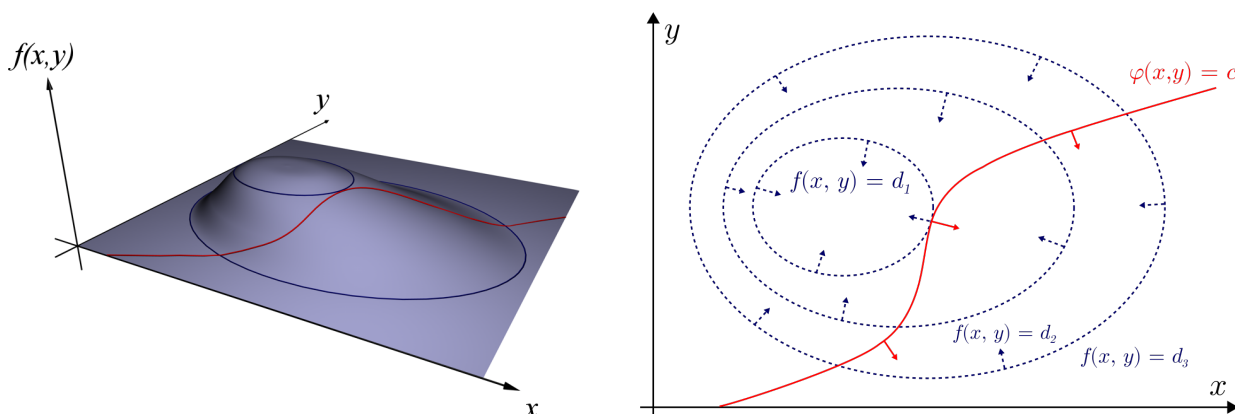 f(x,y)
y
x
y
φ(x,y) = c
f(x, y) = d₁
f(x, y) = d₂
f(x, y) = d₃
x